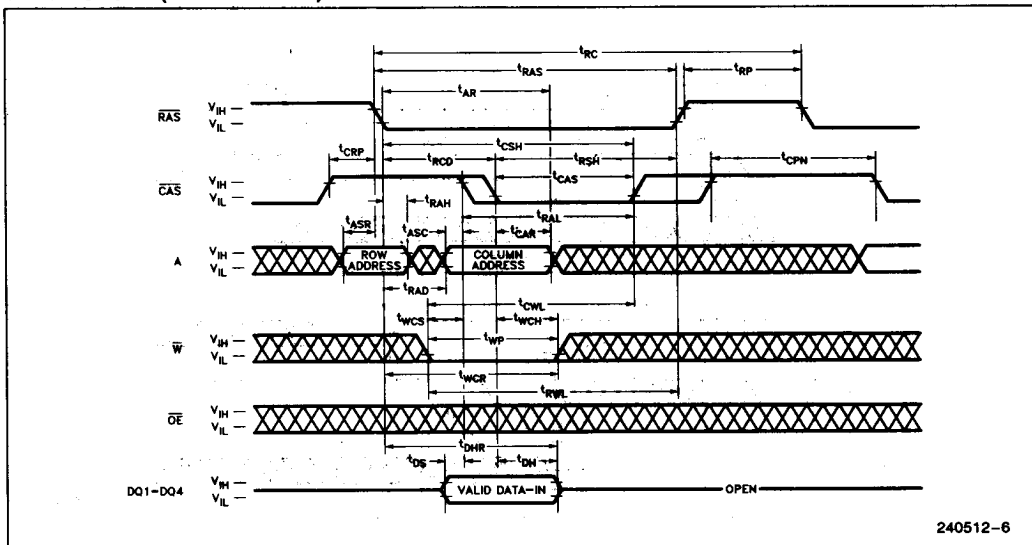 tRC
tRAS tRP
tAR
RAS VIH
VIL
tCSH
tCRP tRCD tRSH tCPN
tCAS
CAS VIH
VIL
tRAH
tRAL
tASR tASC tCAR
A VIH
VIL
ROW ADDRESS COLUMN ADDRESS
tRAD
tCWL
tWCS tWCH
W VIH
VIL
tWP
tWCR
tRWL
OE VIH
VIL
tDHR
tDS tDH
DQ1-DQ4 VIH
VIL
VALID DATA-IN OPEN
240512-6